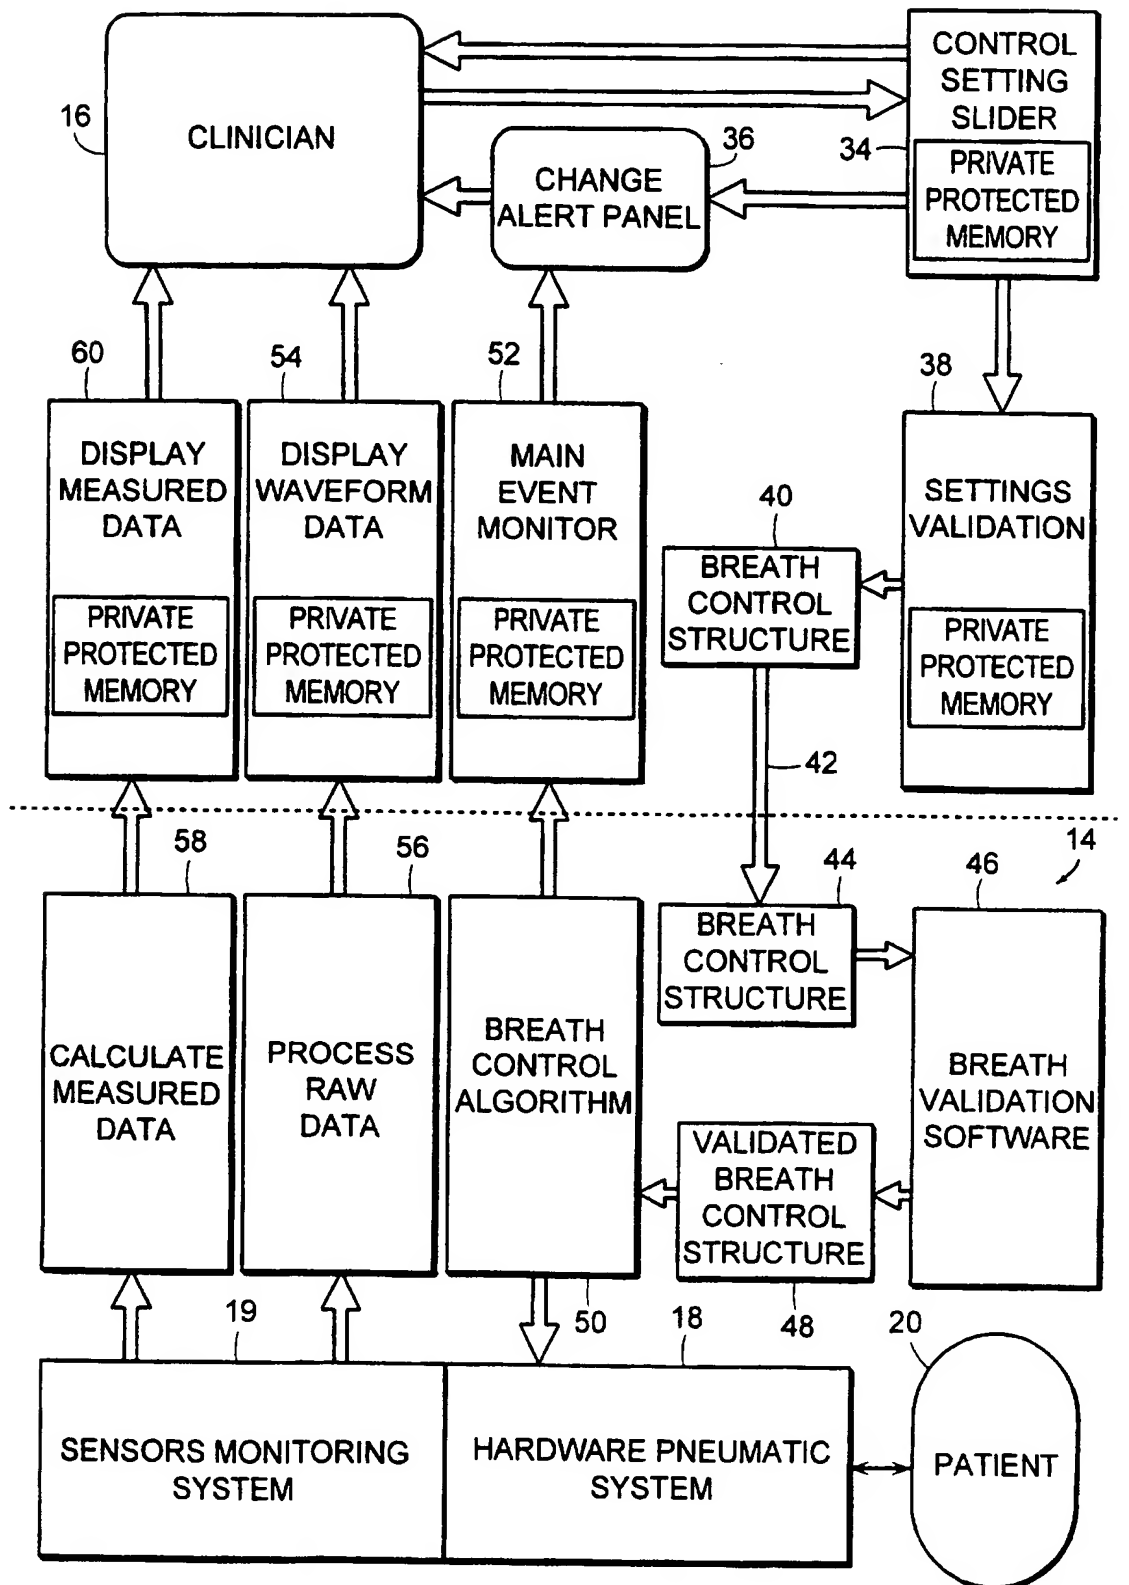 CONTROL
SETTING
SLIDER
16
CLINICIAN
34
PRIVATE
PROTECTED
MEMORY
36
CHANGE
ALERT PANEL
60
54
52
38
DISPLAY
MEASURED
DATA
DISPLAY
WAVEFORM
DATA
MAIN
EVENT
MONITOR
SETTINGS
VALIDATION
40
BREATH
CONTROL
STRUCTURE
PRIVATE
PROTECTED
MEMORY
PRIVATE
PROTECTED
MEMORY
PRIVATE
PROTECTED
MEMORY
PRIVATE
PROTECTED
MEMORY
42
58
56
44
46
14
BREATH
CONTROL
STRUCTURE
CALCULATE
MEASURED
DATA
PROCESS
RAW
DATA
BREATH
CONTROL
ALGORITHM
BREATH
VALIDATION
SOFTWARE
VALIDATED
BREATH
CONTROL
STRUCTURE
19
50
18
48
20
SENSORS MONITORING
SYSTEM
HARDWARE PNEUMATIC
SYSTEM
PATIENT